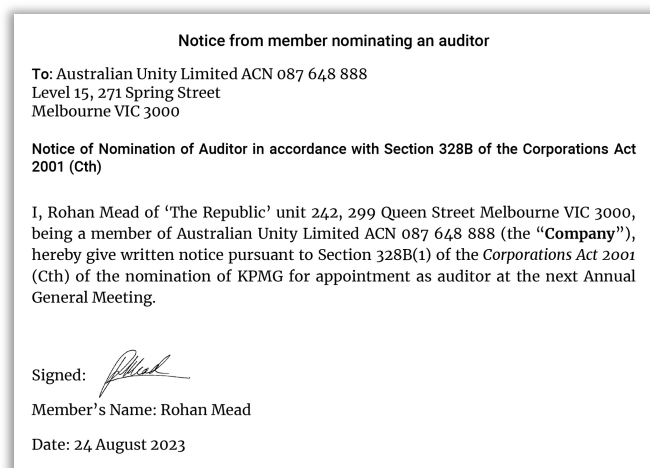 Notice from member nominating an auditor
To: Australian Unity Limited ACN 087 648 888
Level 15, 271 Spring Street
Melbourne VIC 3000
Notice of Nomination of Auditor in accordance with Section 328B of the Corporations Act
2001 (Cth)
I, Rohan Mead of ‘The Republic’ unit 242, 299 Queen Street Melbourne VIC 3000,
being a member of Australian Unity Limited ACN 087 648 888 (the “Company”),
hereby give written notice pursuant to Section 328B(1) of the Corporations Act 2001
(Cth) of the nomination of KPMG for appointment as auditor at the next Annual
General Meeting.
Signed: RMead
Member’s Name: Rohan Mead
Date: 24 August 2023